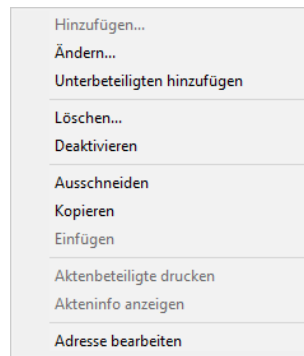 Hinzufügen...
Ändern...
Unterbeteiligten hinzufügen
Löschen...
Deaktivieren
Ausschneiden
Kopieren
Einfügen
Aktenbeteiligte drucken
Akteninfo anzeigen
Adresse bearbeiten